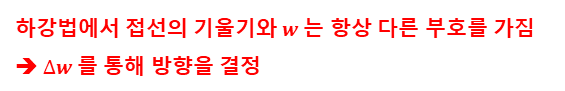 하강법에서 접선의 기울기와 w 는 항상 다른 부호를 가짐
➔ Δw 를 통해 방향을 결정